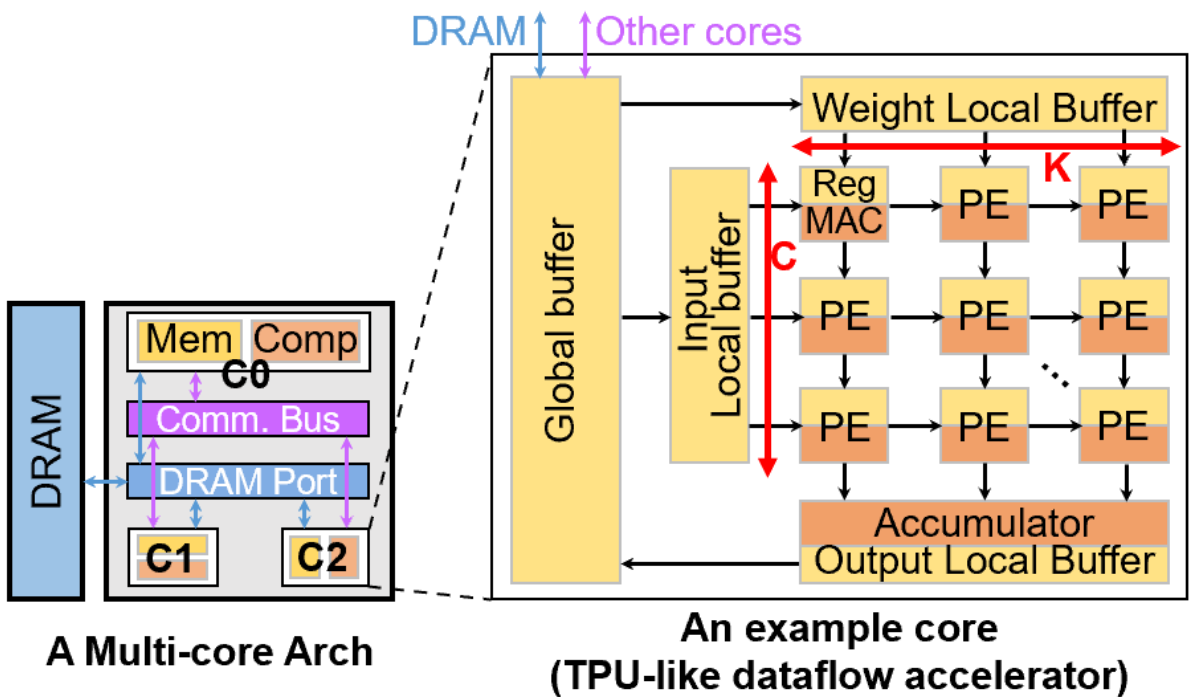 DRAM
Other cores
Weight Local Buffer
K
Reg
MAC
PE
PE
C
Global buffer
Input
Local buffer
PE
PE
PE
PE
PE
PE
Accumulator
Output Local Buffer
DRAM
Mem
Comp
C0
Comm. Bus
DRAM Port
C1
C2
A Multi-core Arch
An example core
(TPU-like dataflow accelerator)